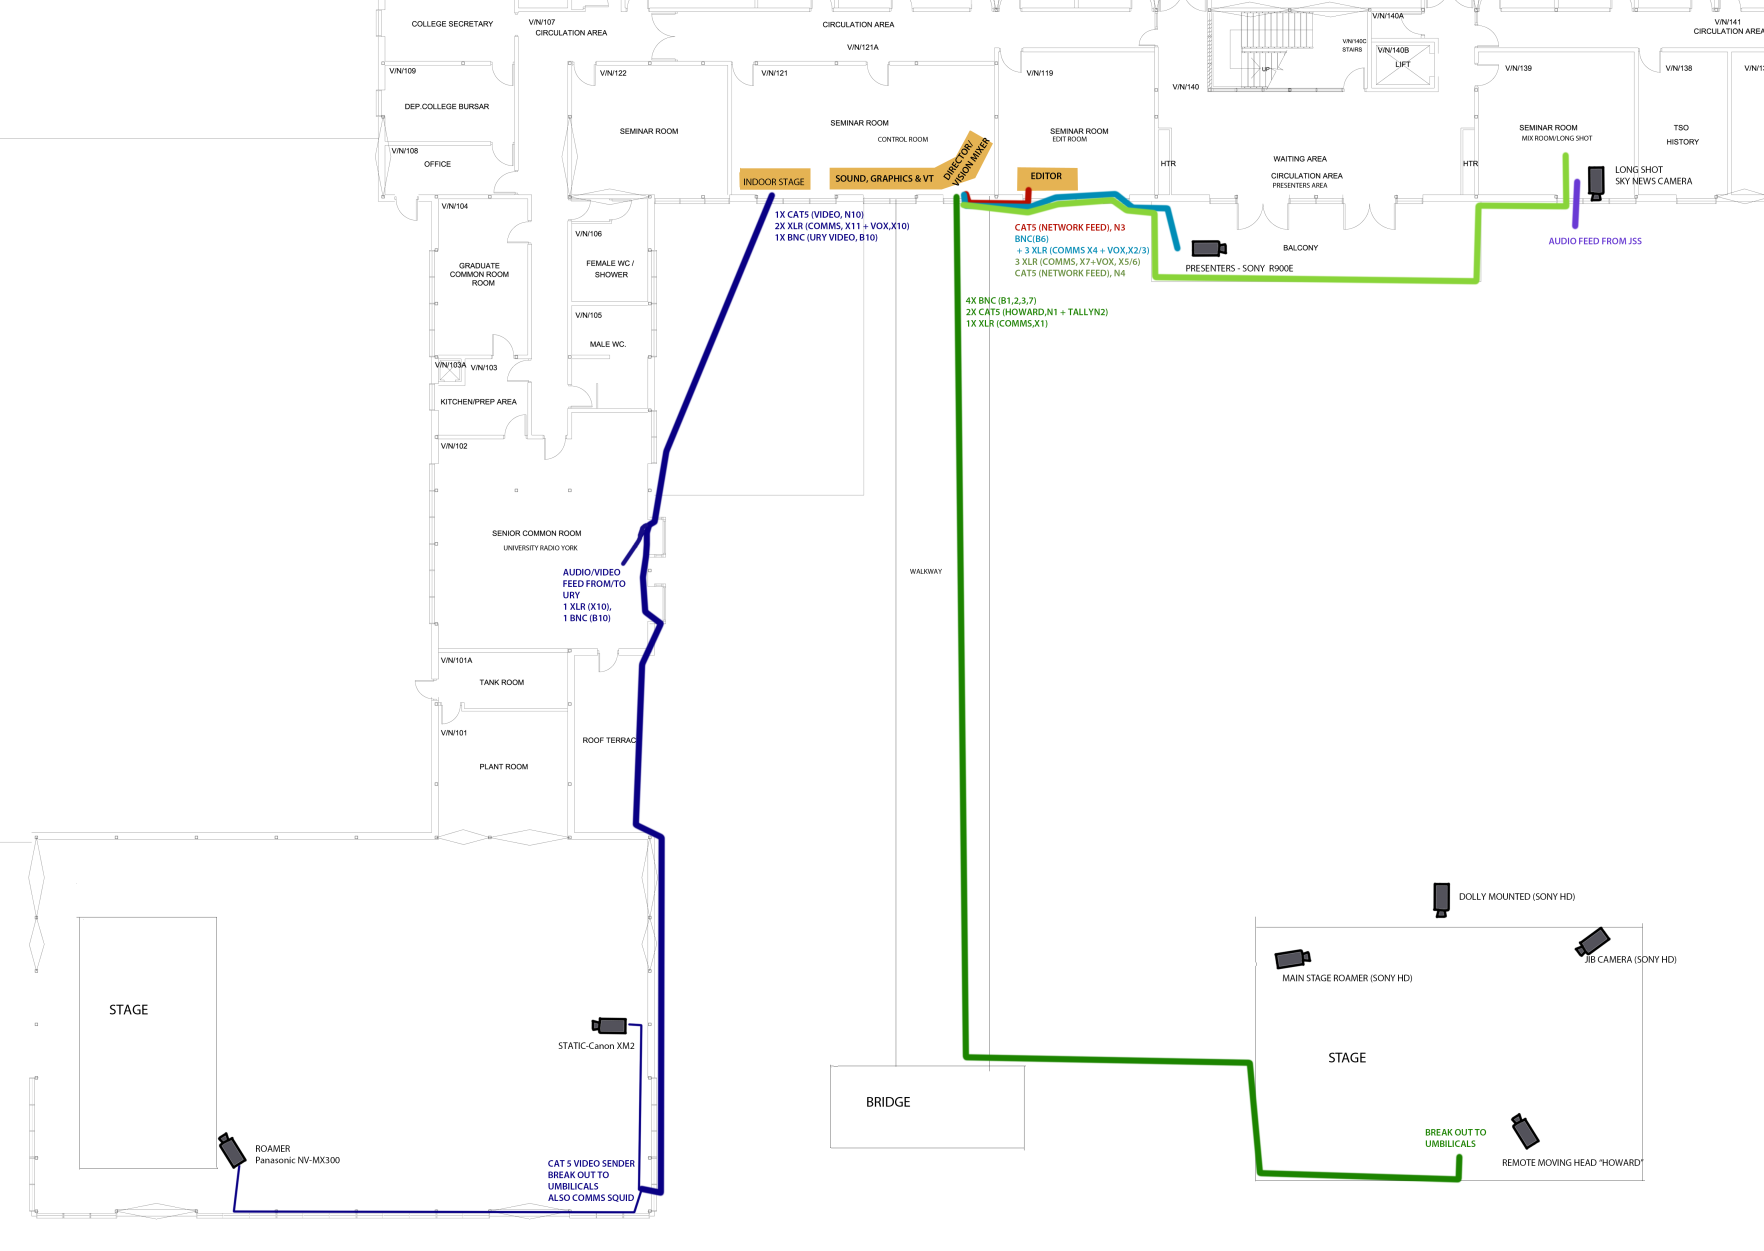 COLLEGE SECRETARY
V/N/107
CIRCULATION AREA
CIRCULATION AREA
V/N/121A
V/N/140A
V/N/140C
STAIRS
V/N/140B
LIFT
UP
V/N/141
CIRCULATION AREA
V/N/109
DEP.COLLEGE BURSAR
V/N/122
SEMINAR ROOM
V/N/121
SEMINAR ROOM
CONTROL ROOM
V/N/119
SEMINAR ROOM
EDIT ROOM
V/N/140
HTR
WAITING AREA
CIRCULATION AREA
PRESENTERS AREA
HTR
V/N/139
SEMINAR ROOM
MIX ROOM/LONG SHOT
V/N/138
TSO
HISTORY
V/N/108
OFFICE
INDOOR STAGE
SOUND, GRAPHICS & VT
DIRECTOR/
VISION MIXER
EDITOR
LONG SHOT
SKY NEWS CAMERA
AUDIO FEED FROM JSS
1X CAT5 (VIDEO, N10)
2X XLR (COMMS, X11 + VOX,X10)
1X BNC (URY VIDEO, B10)
CAT5 (NETWORK FEED), N3
BNC(B6)
+ 3 XLR (COMMS X4 + VOX,X2/3)
3 XLR (COMMS, X7+VOX, X5/6)
CAT5 (NETWORK FEED), N4
BALCONY
PRESENTERS - SONY R900E
4X BNC (B1,2,3,7)
2X CAT5 (HOWARD,N1 + TALLYN2)
1X XLR (COMMS,X1)
V/N/104
GRADUATE
COMMON ROOM
ROOM
V/N/106
FEMALE WC /
SHOWER
V/N/105
MALE WC.
V/N/103A
V/N/103
KITCHEN/PREP AREA
V/N/102
SENIOR COMMON ROOM
UNIVERSITY RADIO YORK
AUDIO/VIDEO
FEED FROM/TO
URY
1 XLR (X10),
1 BNC (B10)
WALKWAY
V/N/101A
TANK ROOM
V/N/101
PLANT ROOM
ROOF TERRAC
DOLLY MOUNTED (SONY HD)
JIB CAMERA (SONY HD)
MAIN STAGE ROAMER (SONY HD)
STAGE
STAGE
STATIC-Canon XM2
BRIDGE
BREAK OUT TO
UMBILICALS
REMOTE MOVING HEAD "HOWARD"
ROAMER
Panasonic NV-MX300
CAT 5 VIDEO SENDER
BREAK OUT TO
UMBILICALS
ALSO COMMS SQUID